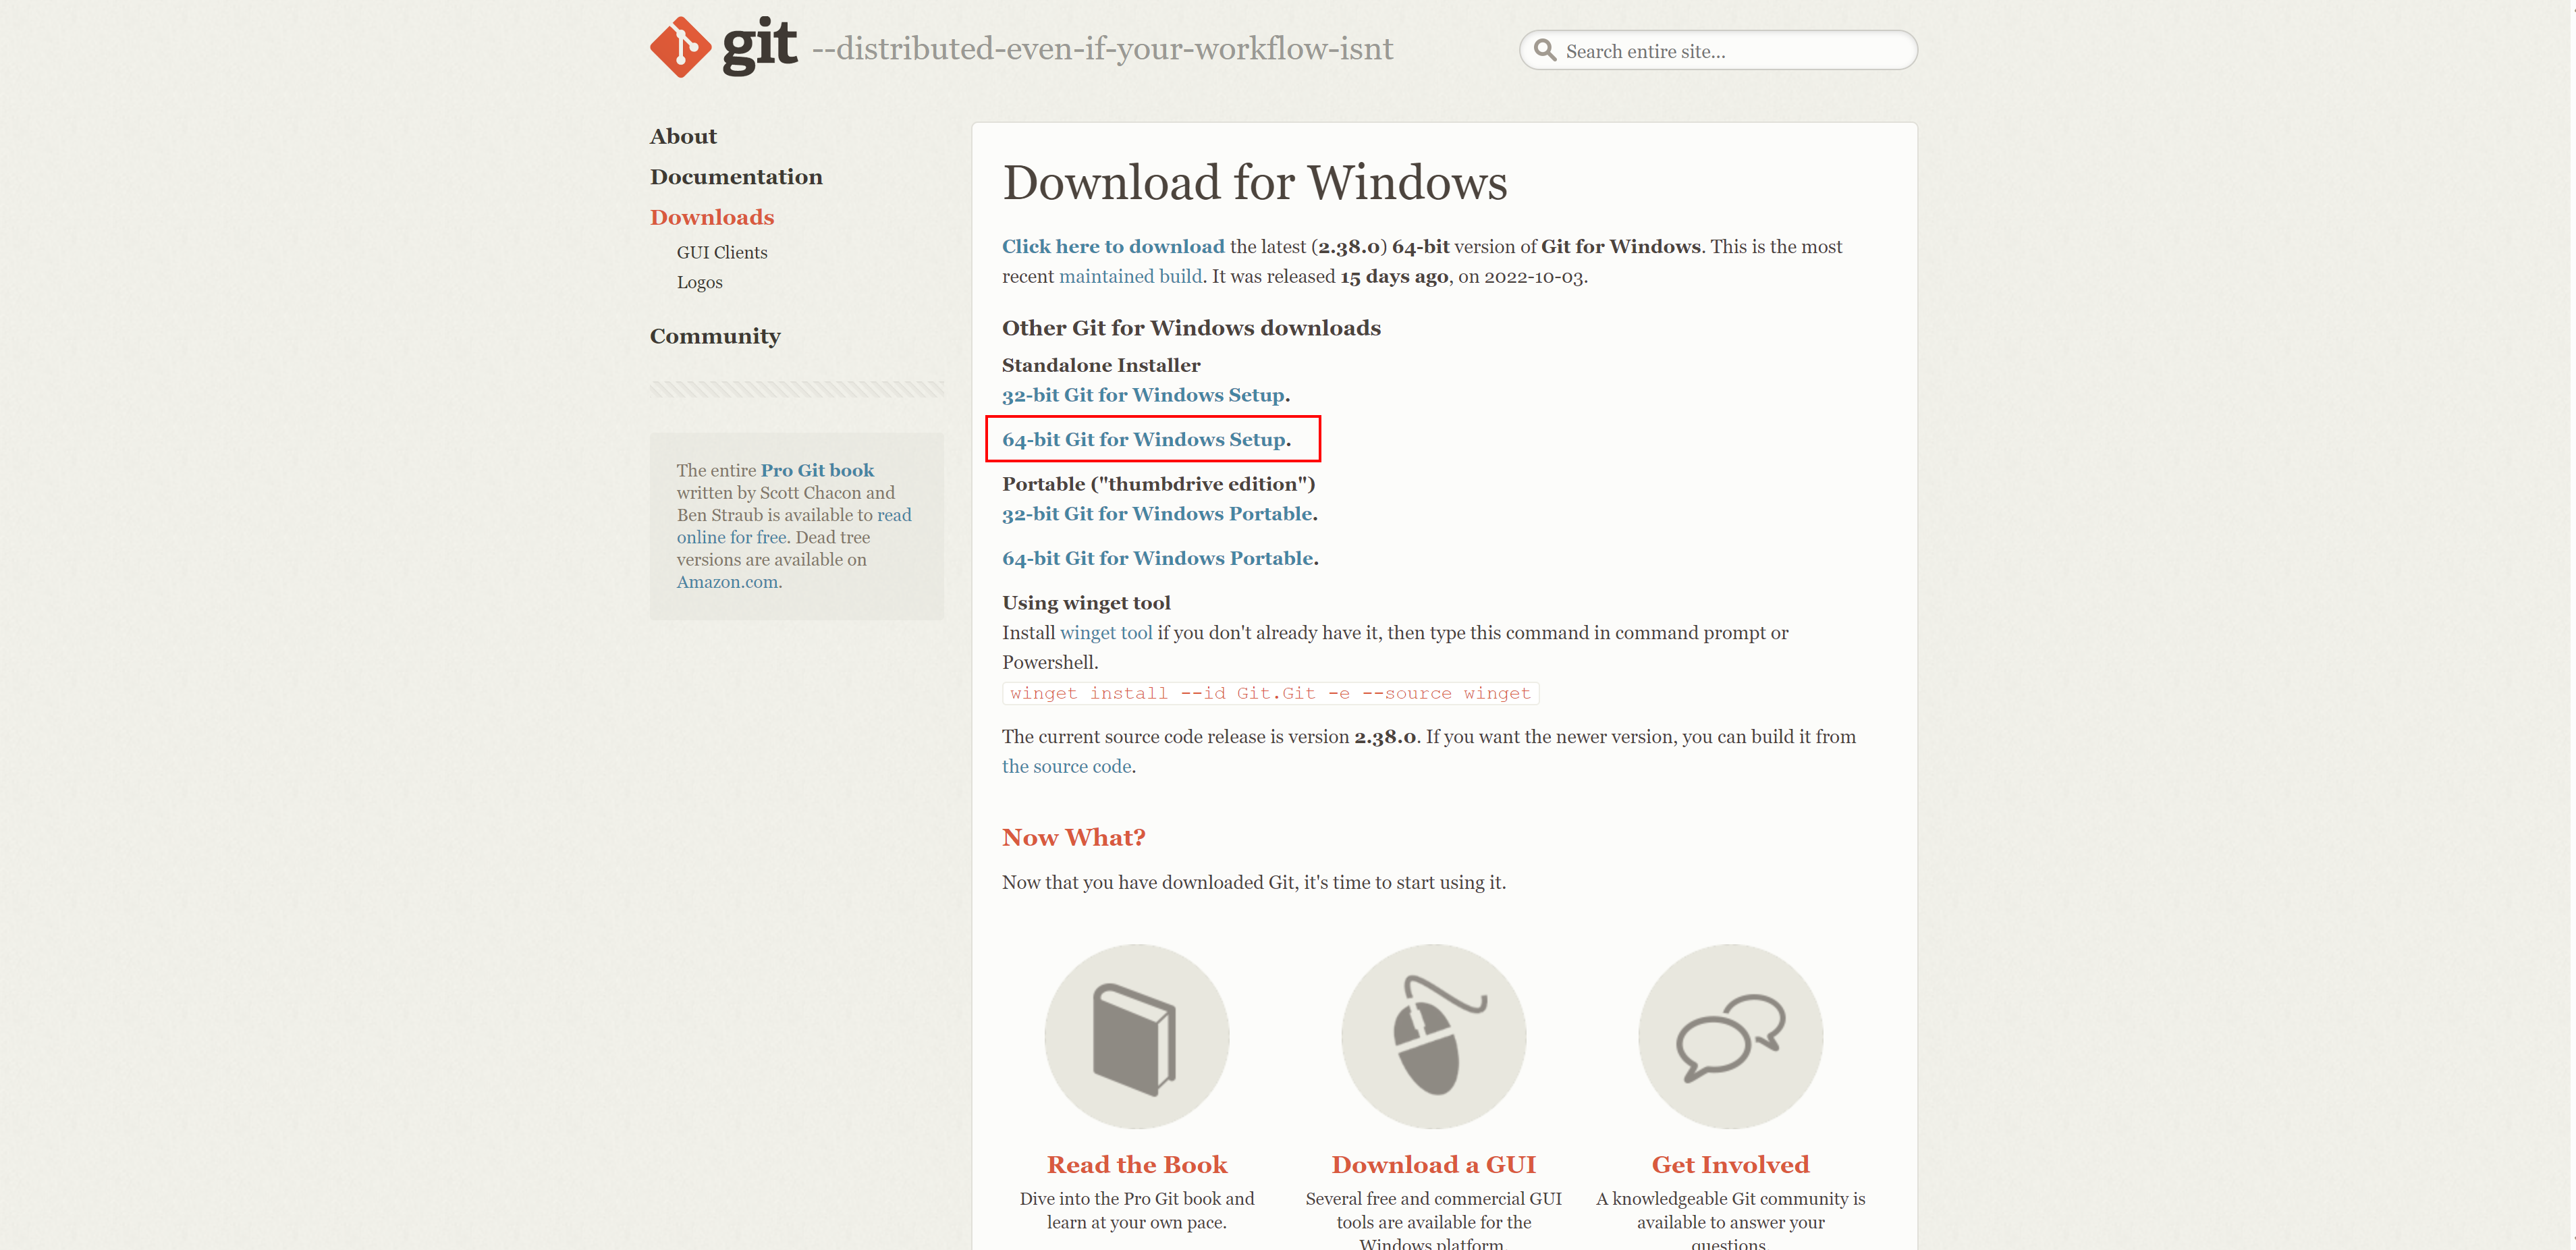 git --distributed-even-if-your-workflow-isnt
Search entire site...
About
Documentation
Downloads
GUI Clients
Logos
Community
The entire Pro Git book
written by Scott Chacon and
Ben Straub is available to read
online for free. Dead tree
versions are available on
Amazon.com.
Download for Windows
Click here to download the latest (2.38.0) 64-bit version of Git for Windows. This is the most
recent maintained build. It was released 15 days ago, on 2022-10-03.
Other Git for Windows downloads
Standalone Installer
32-bit Git for Windows Setup.
64-bit Git for Windows Setup.
Portable ("thumbdrive edition")
32-bit Git for Windows Portable.
64-bit Git for Windows Portable.
Using winget tool
Install winget tool if you don't already have it, then type this command in command prompt or
Powershell.
winget install --id Git.Git -e --source winget
The current source code release is version 2.38.0. If you want the newer version, you can build it from
the source code.
Now What?
Now that you have downloaded Git, it's time to start using it.
Read the Book
Dive into the Pro Git book and
learn at your own pace.
Download a GUI
Several free and commercial GUI
tools are available for the
Windows platform.
Get Involved
A knowledgeable Git community is
available to answer your
questions.